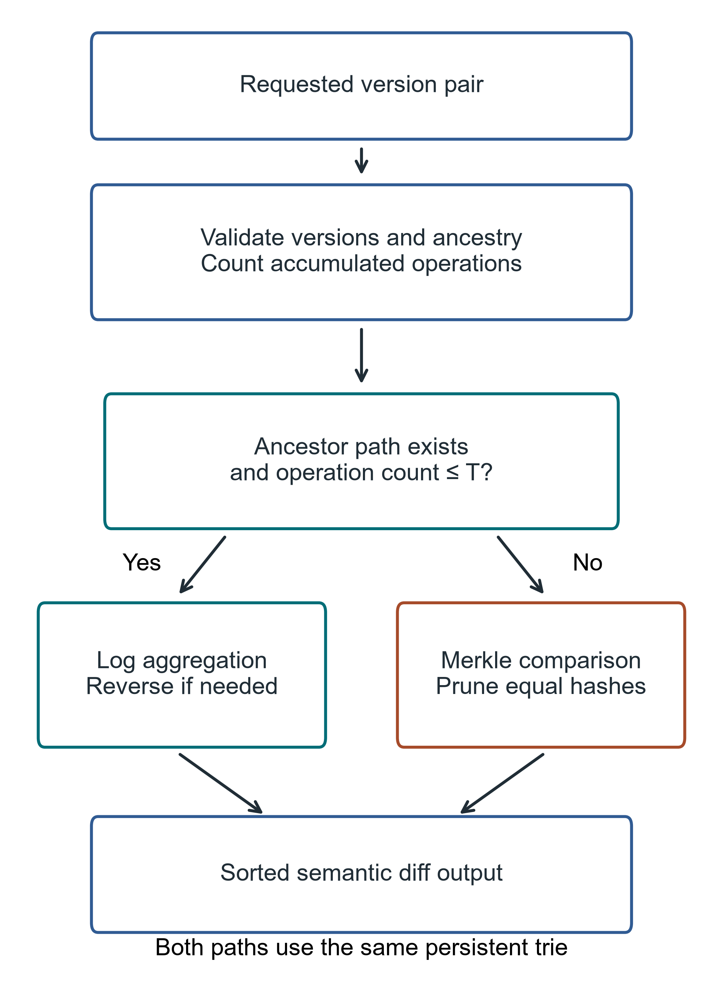 Requested version pair
Validate versions and ancestry
Count accumulated operations
Ancestor path exists
and operation count ≤ T?
Yes
No
Log aggregation
Reverse if needed
Merkle comparison
Prune equal hashes
Sorted semantic diff output
Both paths use the same persistent trie